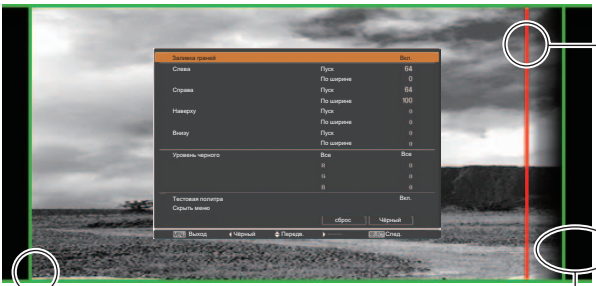 Заливка граней Вкл.
Слева Пуск 64
По ширине 0
Справа Пуск 64
По ширине 100
Наверху Пуск 0
По ширине 0
Внизу Пуск 0
По ширине 0
Уровень черного Все Все
R 0
G 0
B 0
Тестовая политра Вкл.
Скрыть меню
сброс Чёрный
MENU Выход Чёрный Передв. ------ След.